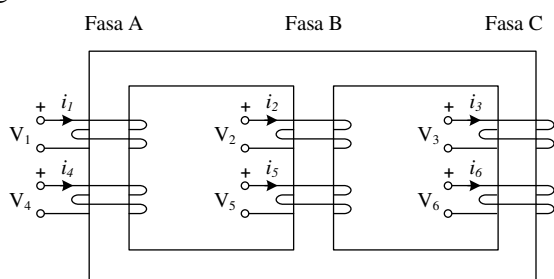 Fasa A Fasa B Fasa C
+ i1 + i2 + i3
V1 V2 V3
+ i4 + i5 + i6
V4 V5 V6